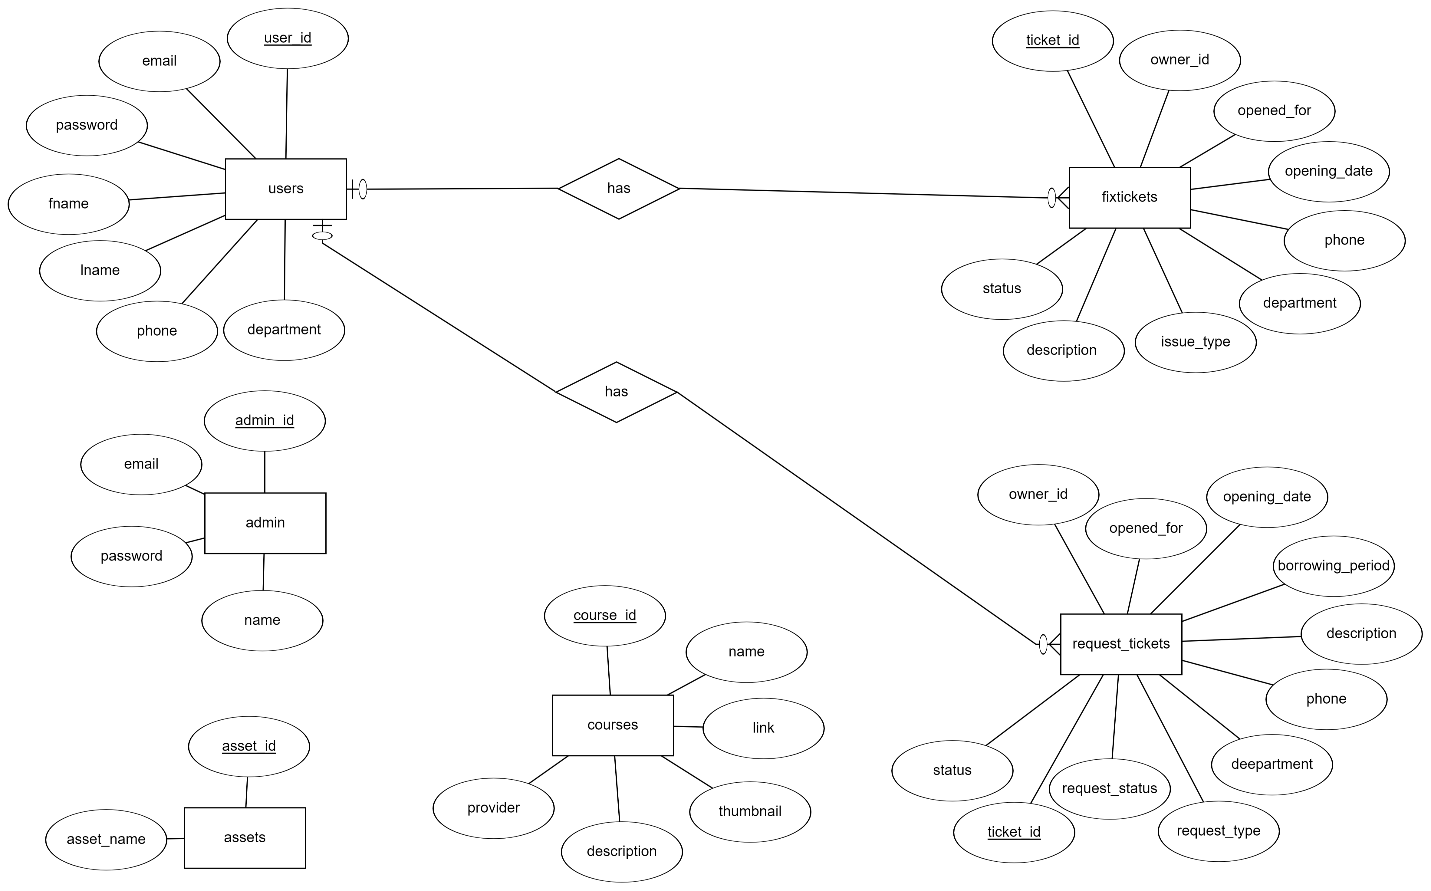 user_id
email
password
fname
lname
phone
department
users
has
ticket_id
owner_id
opened_for
opening_date
phone
department
issue_type
description
status
fixtickets
has
admin_id
email
password
name
admin
owner_id
opened_for
opening_date
borrowing_period
description
phone
deepartment
request_type
request_status
ticket_id
status
request_tickets
course_id
name
link
thumbnail
description
provider
courses
asset_id
asset_name
assets